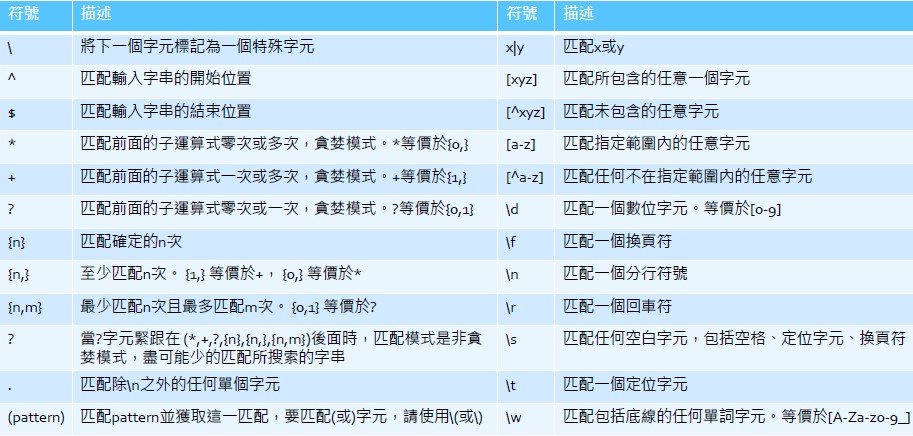 符號 描述 符號 描述
\ 將下一個字元標記為一個特殊字元 x|y 匹配x或y
^ 匹配輸入字串的開始位置 [xyz] 匹配所包含的任意一個字元
$ 匹配輸入字串的結束位置 [^xyz] 匹配未包含的任意字元
* 匹配前面的子運算式零次或多次，貪婪模式。*等價於{0,} [a-z] 匹配指定範圍內的任意字元
+ 匹配前面的子運算式一次或多次，貪婪模式。+等價於{1,} [^a-z] 匹配任何不在指定範圍內的任意字元
? 匹配前面的子運算式零次或一次，貪婪模式。?等價於{0,1} \d 匹配一個數位字元。等價於[0-9]
{n} 匹配確定的n次 \f 匹配一個換頁符
{n,} 至少匹配n次。 {1,} 等價於+， {0,} 等價於* \n 匹配一個分行符號
{n,m} 最少匹配n次且最多匹配m次。 {0,1} 等價於? \r 匹配一個回車符
? 當?字元緊跟在 (*,+,?,{n},{n,},{n,m})後面時，匹配模式是非貪 \s 匹配任何空白字元，包括空格、定位字元、換頁符
婪模式，盡可能少的匹配所搜索的字串
. 匹配除\n之外的任何單個字元 \t 匹配一個定位字元
(pattern) 匹配pattern並獲取這一匹配，要匹配(或)字元，請使用\(或\) \w 匹配包括底線的任何單詞字元。等價於[A-Za-z0-9_]